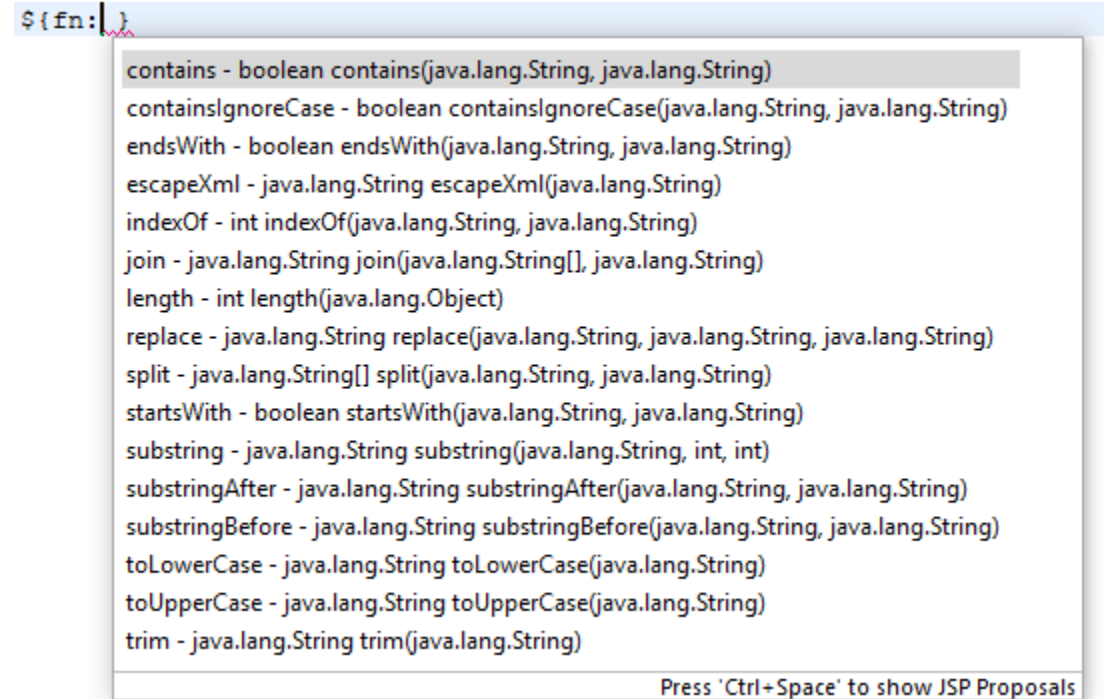 ${fn: }
contains - boolean contains(java.lang.String, java.lang.String)
containsIgnoreCase - boolean containsIgnoreCase(java.lang.String, java.lang.String)
endsWith - boolean endsWith(java.lang.String, java.lang.String)
escapeXml - java.lang.String escapeXml(java.lang.String)
indexOf - int indexOf(java.lang.String, java.lang.String)
join - java.lang.String join(java.lang.String[], java.lang.String)
length - int length(java.lang.Object)
replace - java.lang.String replace(java.lang.String, java.lang.String, java.lang.String)
split - java.lang.String[] split(java.lang.String, java.lang.String)
startsWith - boolean startsWith(java.lang.String, java.lang.String)
substring - java.lang.String substring(java.lang.String, int, int)
substringAfter - java.lang.String substringAfter(java.lang.String, java.lang.String)
substringBefore - java.lang.String substringBefore(java.lang.String, java.lang.String)
toLowerCase - java.lang.String toLowerCase(java.lang.String)
toUpperCase - java.lang.String toUpperCase(java.lang.String)
trim - java.lang.String trim(java.lang.String)
Press 'Ctrl+Space' to show JSP Proposals